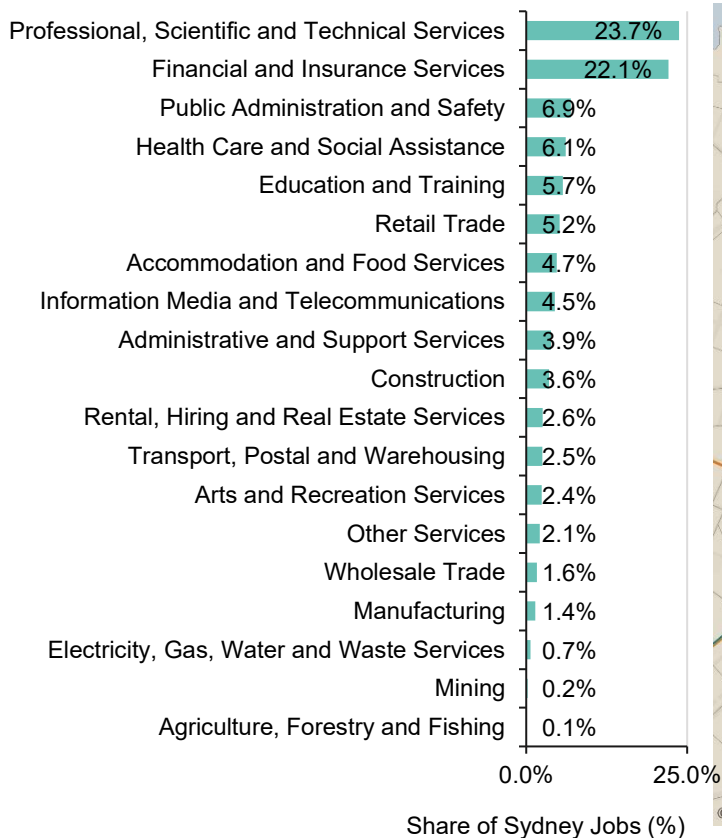 Professional, Scientific and Technical Services 23.7%
Financial and Insurance Services 22.1%
Public Administration and Safety 6.9%
Health Care and Social Assistance 6.1%
Education and Training 5.7%
Retail Trade 5.2%
Accommodation and Food Services 4.7%
Information Media and Telecommunications 4.5%
Administrative and Support Services 3.9%
Construction 3.6%
Rental, Hiring and Real Estate Services 2.6%
Transport, Postal and Warehousing 2.5%
Arts and Recreation Services 2.4%
Other Services 2.1%
Wholesale Trade 1.6%
Manufacturing 1.4%
Electricity, Gas, Water and Waste Services 0.7%
Mining 0.2%
Agriculture, Forestry and Fishing 0.1%
0.0% 25.0%
Share of Sydney Jobs (%)